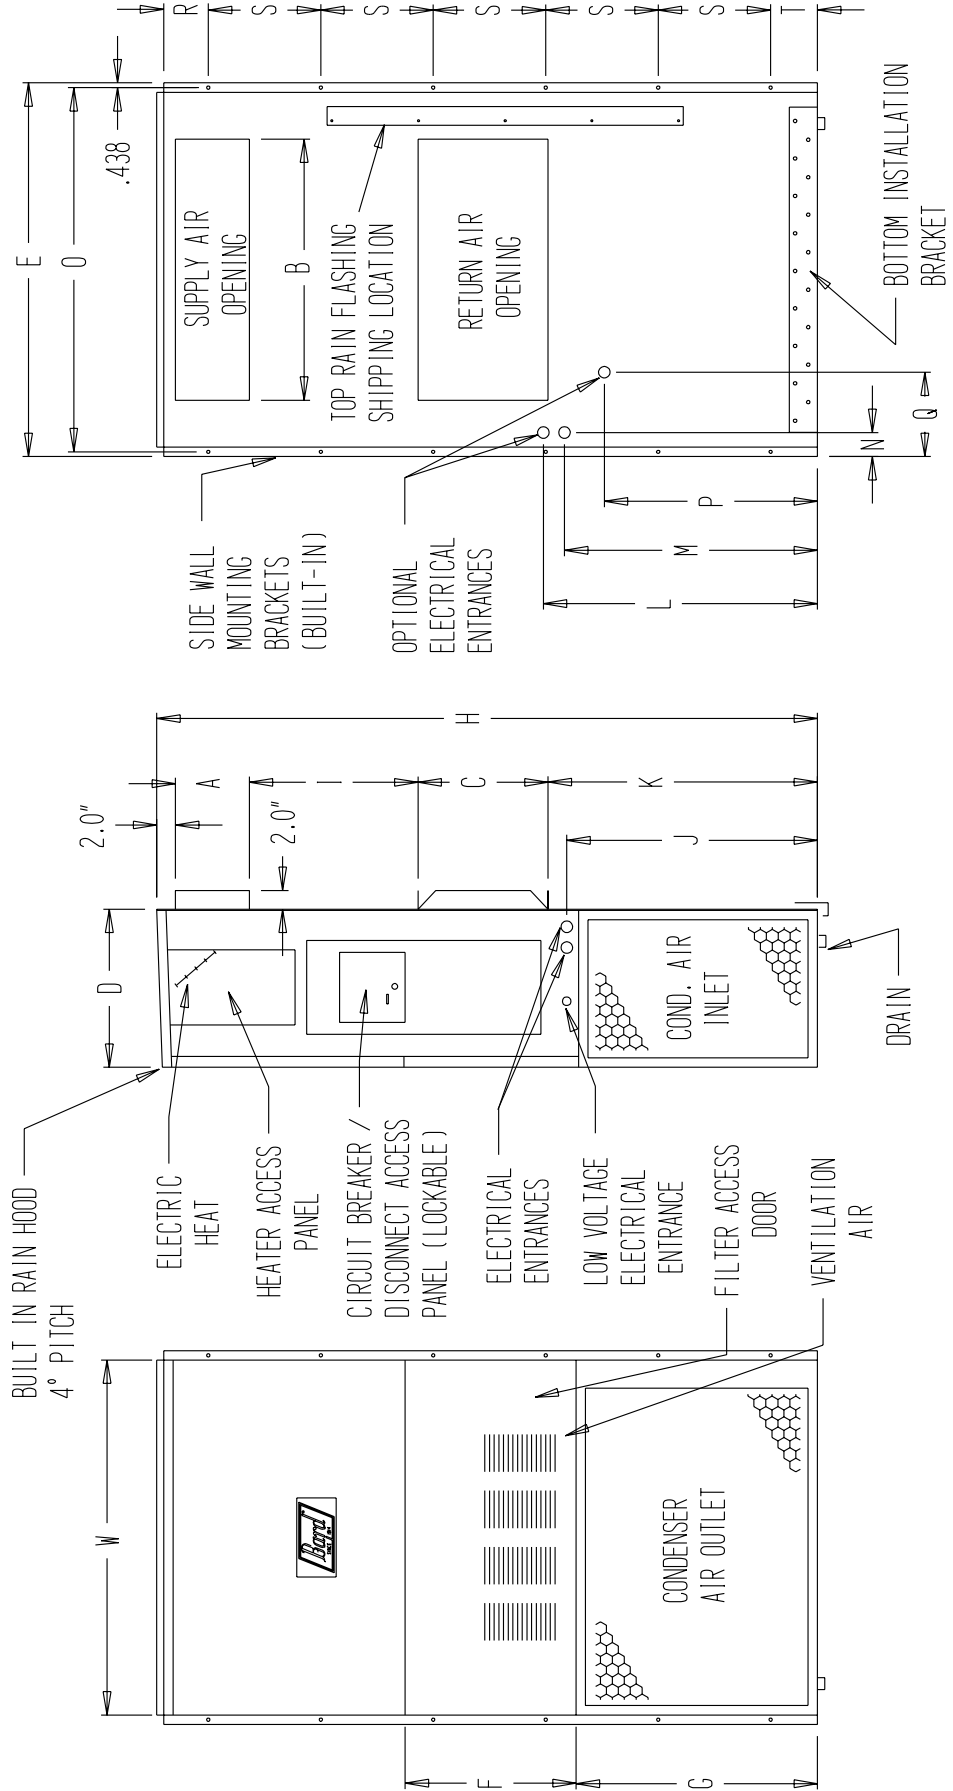 W
F
G
CONDENSER
AIR OUTLET
Bard
VENTILATION
AIR
FILTER ACCESS
DOOR
BUILT IN RAIN HOOD
4° PITCH
ELECTRIC
HEAT
HEATER ACCESS
PANEL
CIRCUIT BREAKER /
DISCONNECT ACCESS
PANEL (LOCKABLE)
ELECTRICAL
ENTRANCES
LOW VOLTAGE
ELECTRICAL
ENTRANCE
D
2.0"
A
2.0"
I
C
K
J
H
COND. AIR
INLET
DRAIN
SIDE WALL
MOUNTING
BRACKETS
(BUILT-IN)
OPTIONAL
ELECTRICAL
ENTRANCES
L
M
P
N
Q
E
O
.438
SUPPLY AIR
OPENING
B
TOP RAIN FLASHING
SHIPPING LOCATION
RETURN AIR
OPENING
BOTTOM INSTALLATION
BRACKET
R
S
S
S
S
S
T